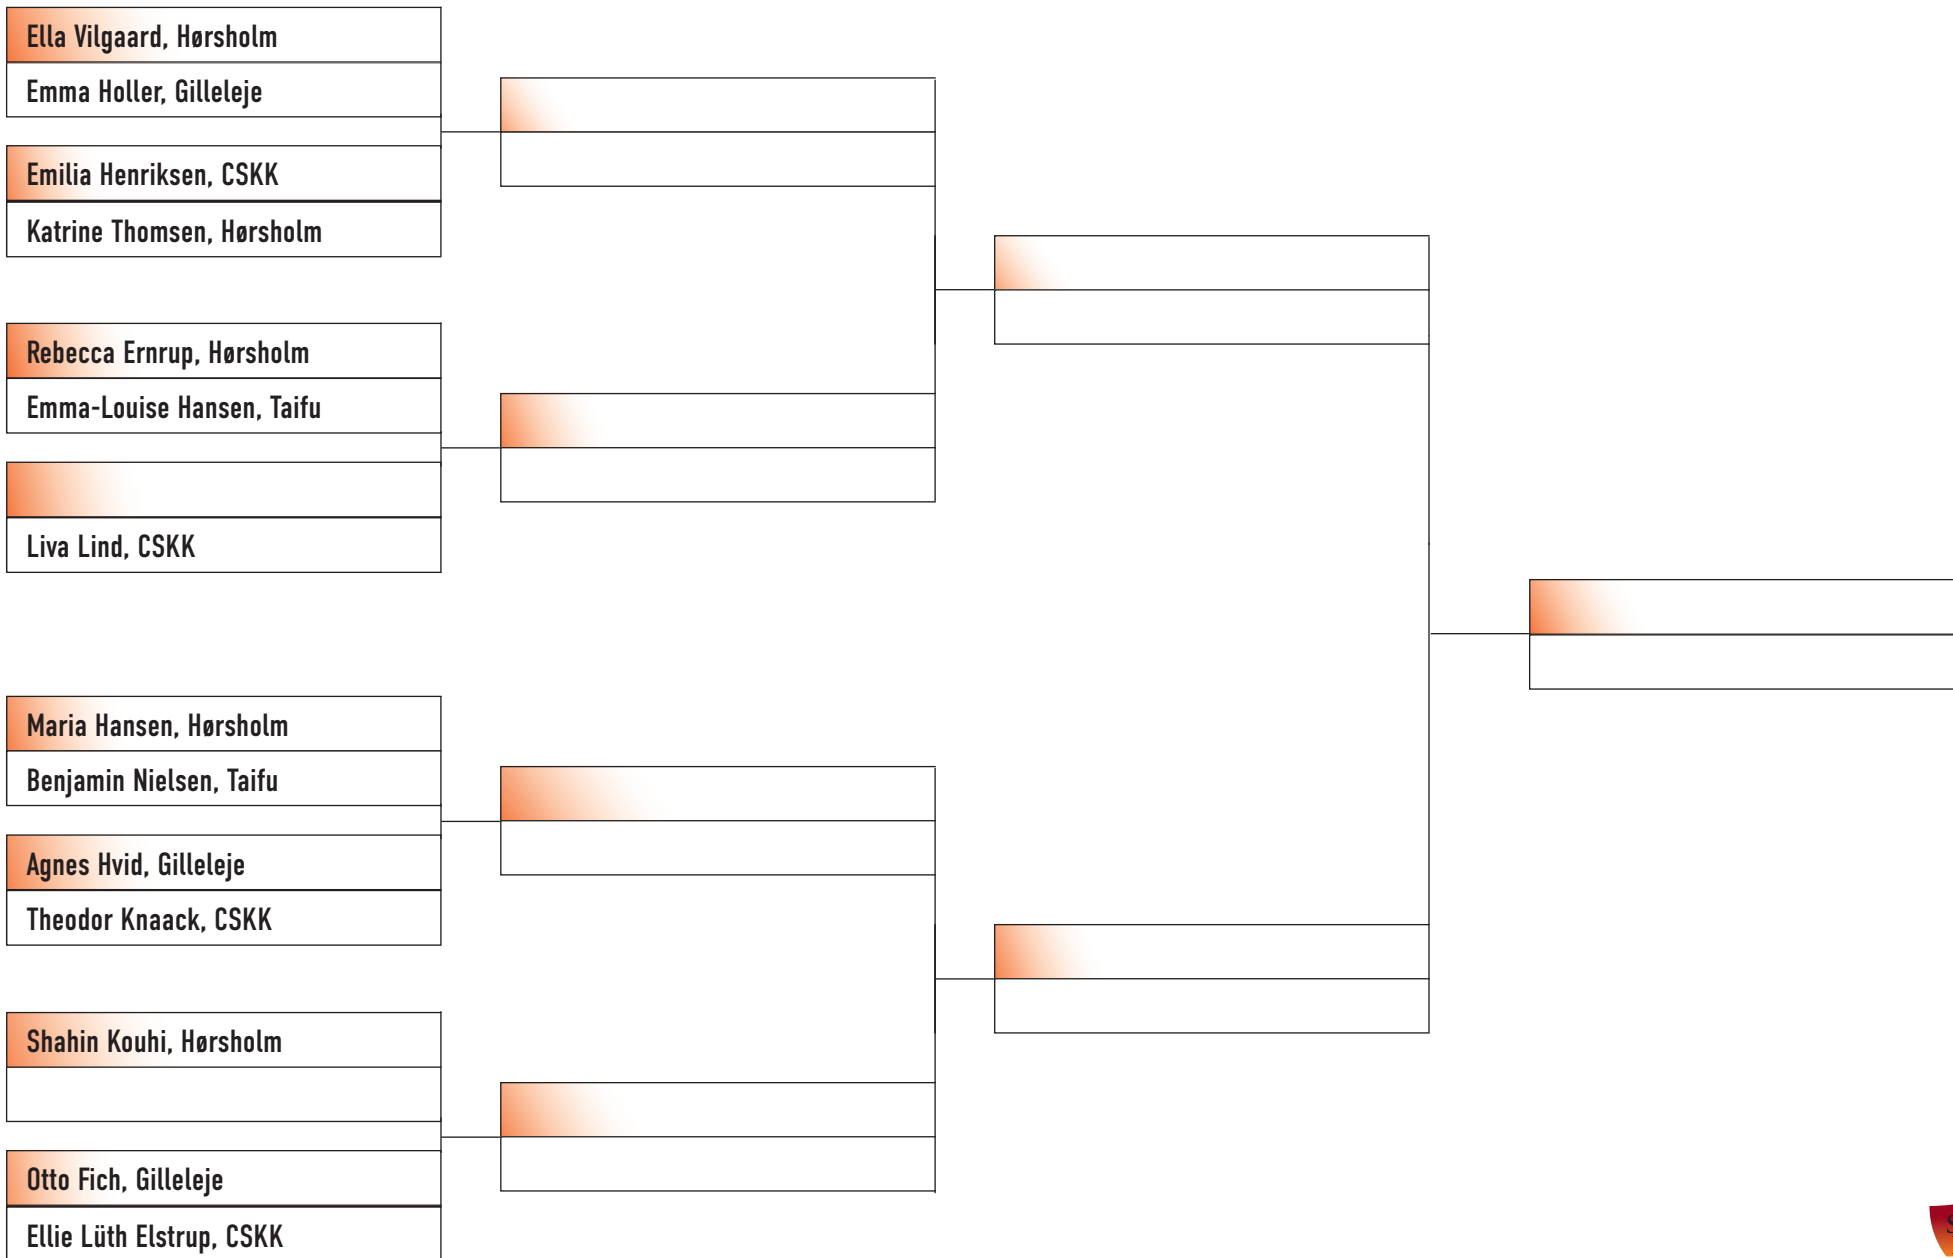 Ella Vilgaard, Hørsholm
Emma Holler, Gilleleje
Emilia Henriksen, CSKK
Katrine Thomsen, Hørsholm
Rebecca Ernrup, Hørsholm
Emma-Louise Hansen, Taifu
Liva Lind, CSKK
Maria Hansen, Hørsholm
Benjamin Nielsen, Taifu
Agnes Hvid, Gilleleje
Theodor Knaack, CSKK
Shahin Kouhi, Hørsholm
Otto Fich, Gilleleje
Ellie Lüth Elstrup, CSKK